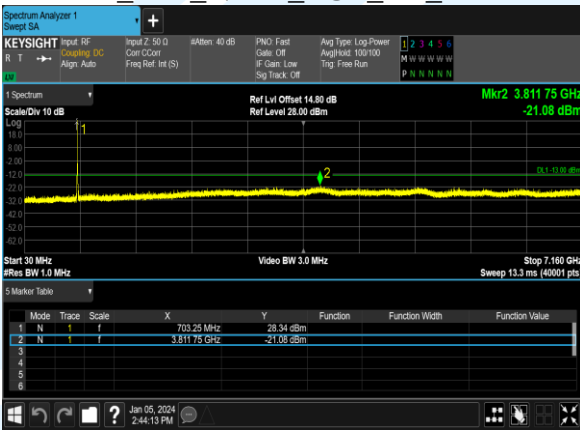 Spectrum Analyzer 1
Swept SA
+
KEYSIGHT Input: RF Input Z: 50 Ω #Atten: 40 dB PNO: Fast Avg Type: Log-Power 1 2 3 4 5 6
R T Coupling: DC Corr CCorr Gate: Off Avg|Hold: 100/100 M W W W W W
Align: Auto Freq Ref: Int (S) IF Gain: Low Trig: Free Run P N N N N N
Sig Track: Off
LW
1 Spectrum Ref Lvl Offset 14.80 dB Mkr2 3.811 75 GHz
Scale/Div 10 dB Ref Level 28.00 dBm -21.08 dBm
Log
18.0
8.00
-2.00
-12.0
-22.0
-32.0
-42.0
-52.0
-62.0
1
2
DL1 -13.00 dBm
Start 30 MHz Video BW 3.0 MHz Stop 7.160 GHz
#Res BW 1.0 MHz Sweep 13.3 ms (40001 pts
5 Marker Table
Mode Trace Scale X Y Function Function Width Function Value
1 N 1 f 703.25 MHz 28.34 dBm
2 N 1 f 3.811 75 GHz -21.08 dBm
3
4
5
6
? Jan 05, 2024
2:44:13 PM